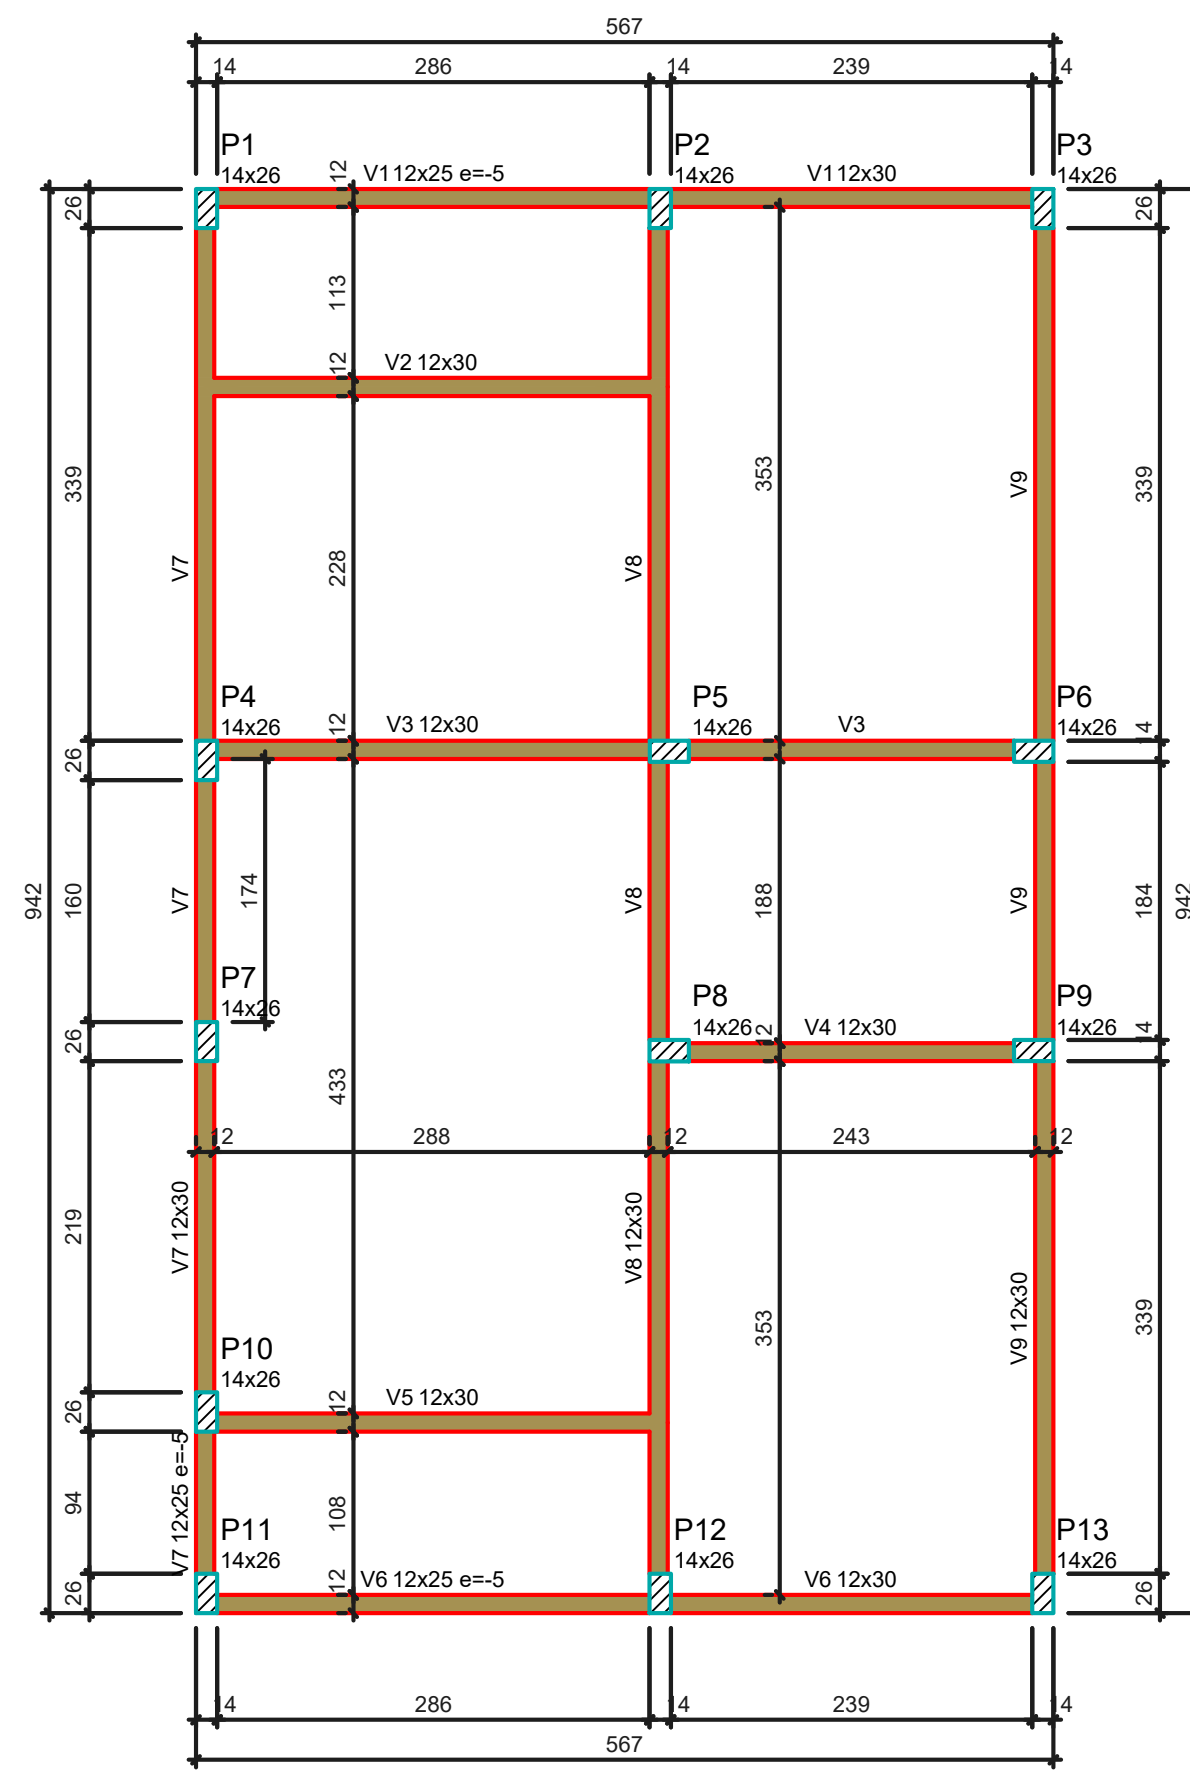 567
14 286 14 239 14
P1 P2 P3
14x26 12 V1 12x25 e=-5 14x26 V1 12x30 14x26
26 26
113
12 V2 12x30
339 353 V9 339
V7 228 V8
P4 P5 P6
14x26 12 V3 12x30 14x26 V3 14x26 14
26
942 160 V7 174 V8 188 V9 184 942
P7
14x26
P8 P9
26 14x26 12 V4 12x30 14x26 14
433
12 288 12 243 12
219 V7 12x30 V8 12x30
353 V9 12x30 339
P10
14x26
26 12 V5 12x30
94 V7 12x25 e=-5 108
P11 P12 P13
14x26 14x26 14x26
26 12 V6 12x25 e=-5 V6 12x30 26
14 286 14 239 14
567